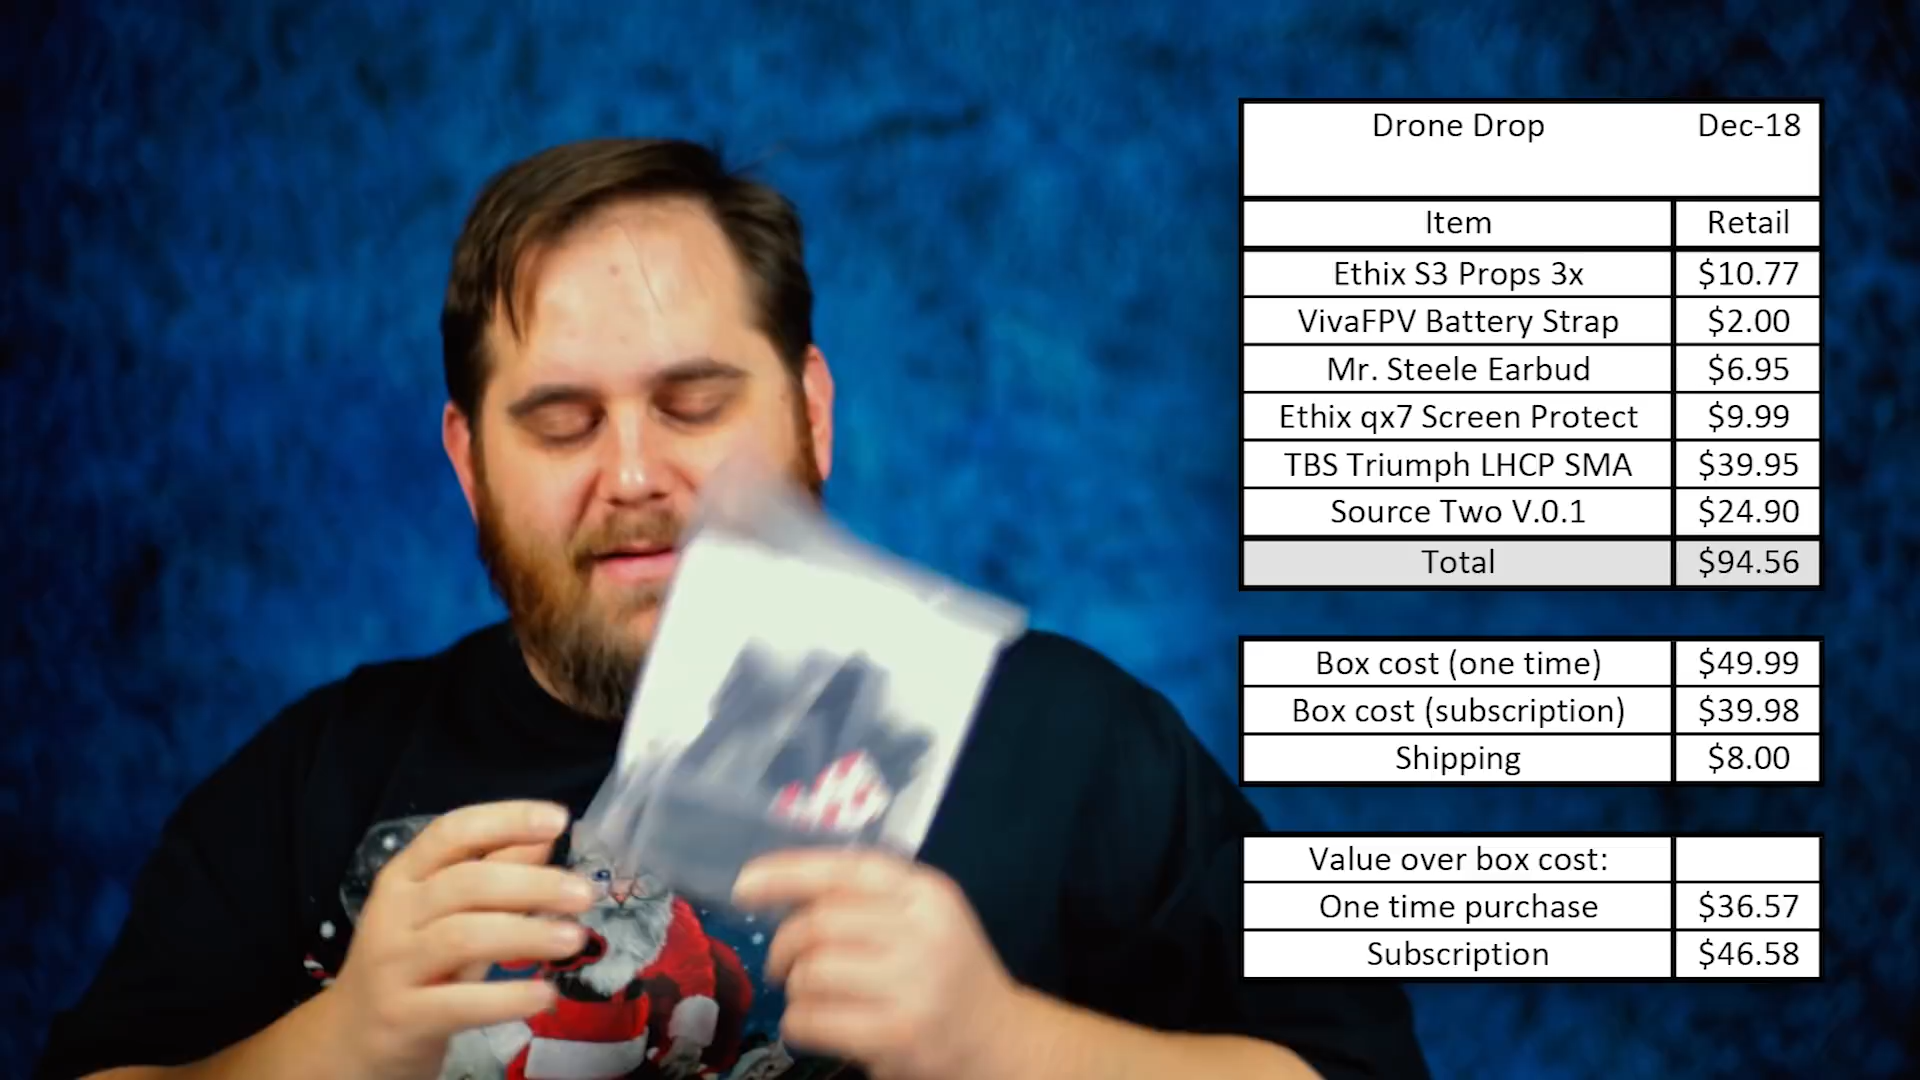 Drone Drop Dec-18
Item Retail
Ethix S3 Props 3x $10.77
VivaFPV Battery Strap $2.00
Mr. Steele Earbud $6.95
Ethix qx7 Screen Protect $9.99
TBS Triumph LHCP SMA $39.95
Source Two V.0.1 $24.90
Total $94.56
Box cost (one time) $49.99
Box cost (subscription) $39.98
Shipping $8.00
Value over box cost:
One time purchase $36.57
Subscription $46.58